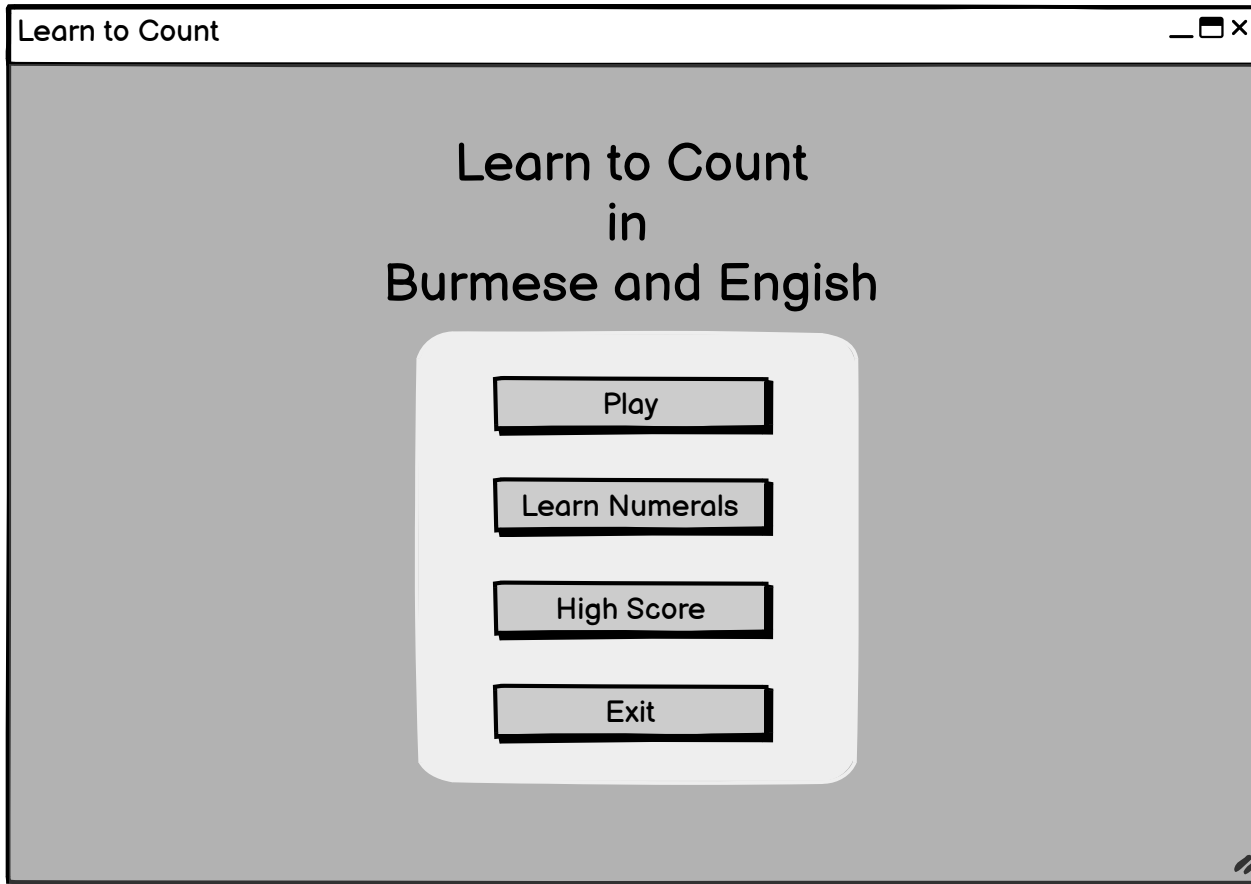 Learn to Count
Learn to Count
in
Burmese and Engish
Play
Learn Numerals
High Score
Exit